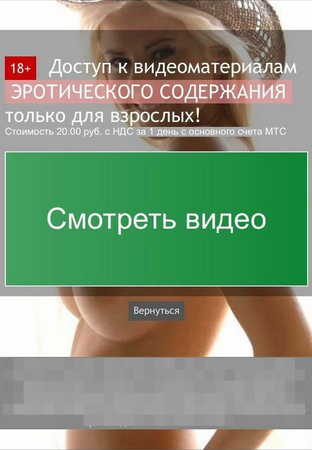 18+ Доступ к видеоматериалам
ЭРОТИЧЕСКОГО СОДЕРЖАНИЯ
только для взрослых!
Стоимость 20.00 руб. с НДС за 1 день с основного счета МТС
Смотреть видео
Вернуться